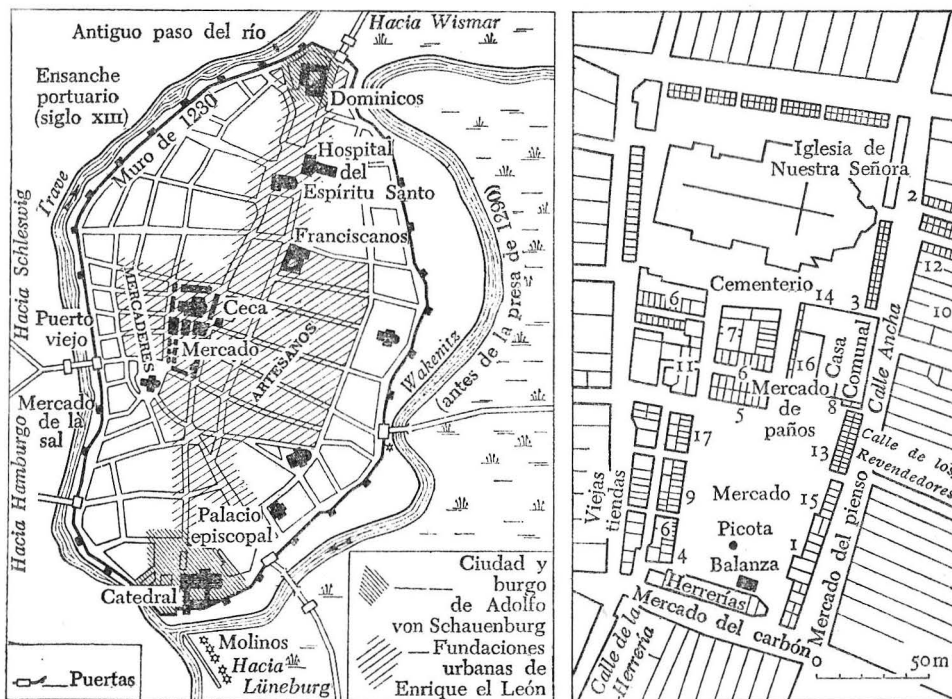 Hacia Wismar
Antiguo paso del río
Ensanche
portuario
(siglo XIII)
Muro de 1230
Dominicos
Trave
Hospital
del
Espíritu Santo
Franciscanos
Hacia Schleswig
MERCADERES
Ceca
Puerto
viejo
Mercado
ARTESANOS
Wakenitz
(antes de la presa de 1290)
Mercado
de la
sal
Hacia Hamburgo
Palacio
episcopal
Catedral
Molinos
Hacia
Lüneburg
Puertas
Ciudad y
burgo
de Adolfo
von Schauenburg
Fundaciones
urbanas de
Enrique el León
Iglesia de
Nuestra Señora
2
12
10
Cementerio
14
3
6
7
11
6
16
Casa
Comunal
Calle Ancha
Mercado
de
paños
5
8
17
13
Calle de los
Revendedores
Viejas
tiendas
9
Mercado
15
Picota
6
4
Balanza
1
Mercado del pienso
Herrerías
Mercado del carbón
Calle de la
Herrería
0
50 m